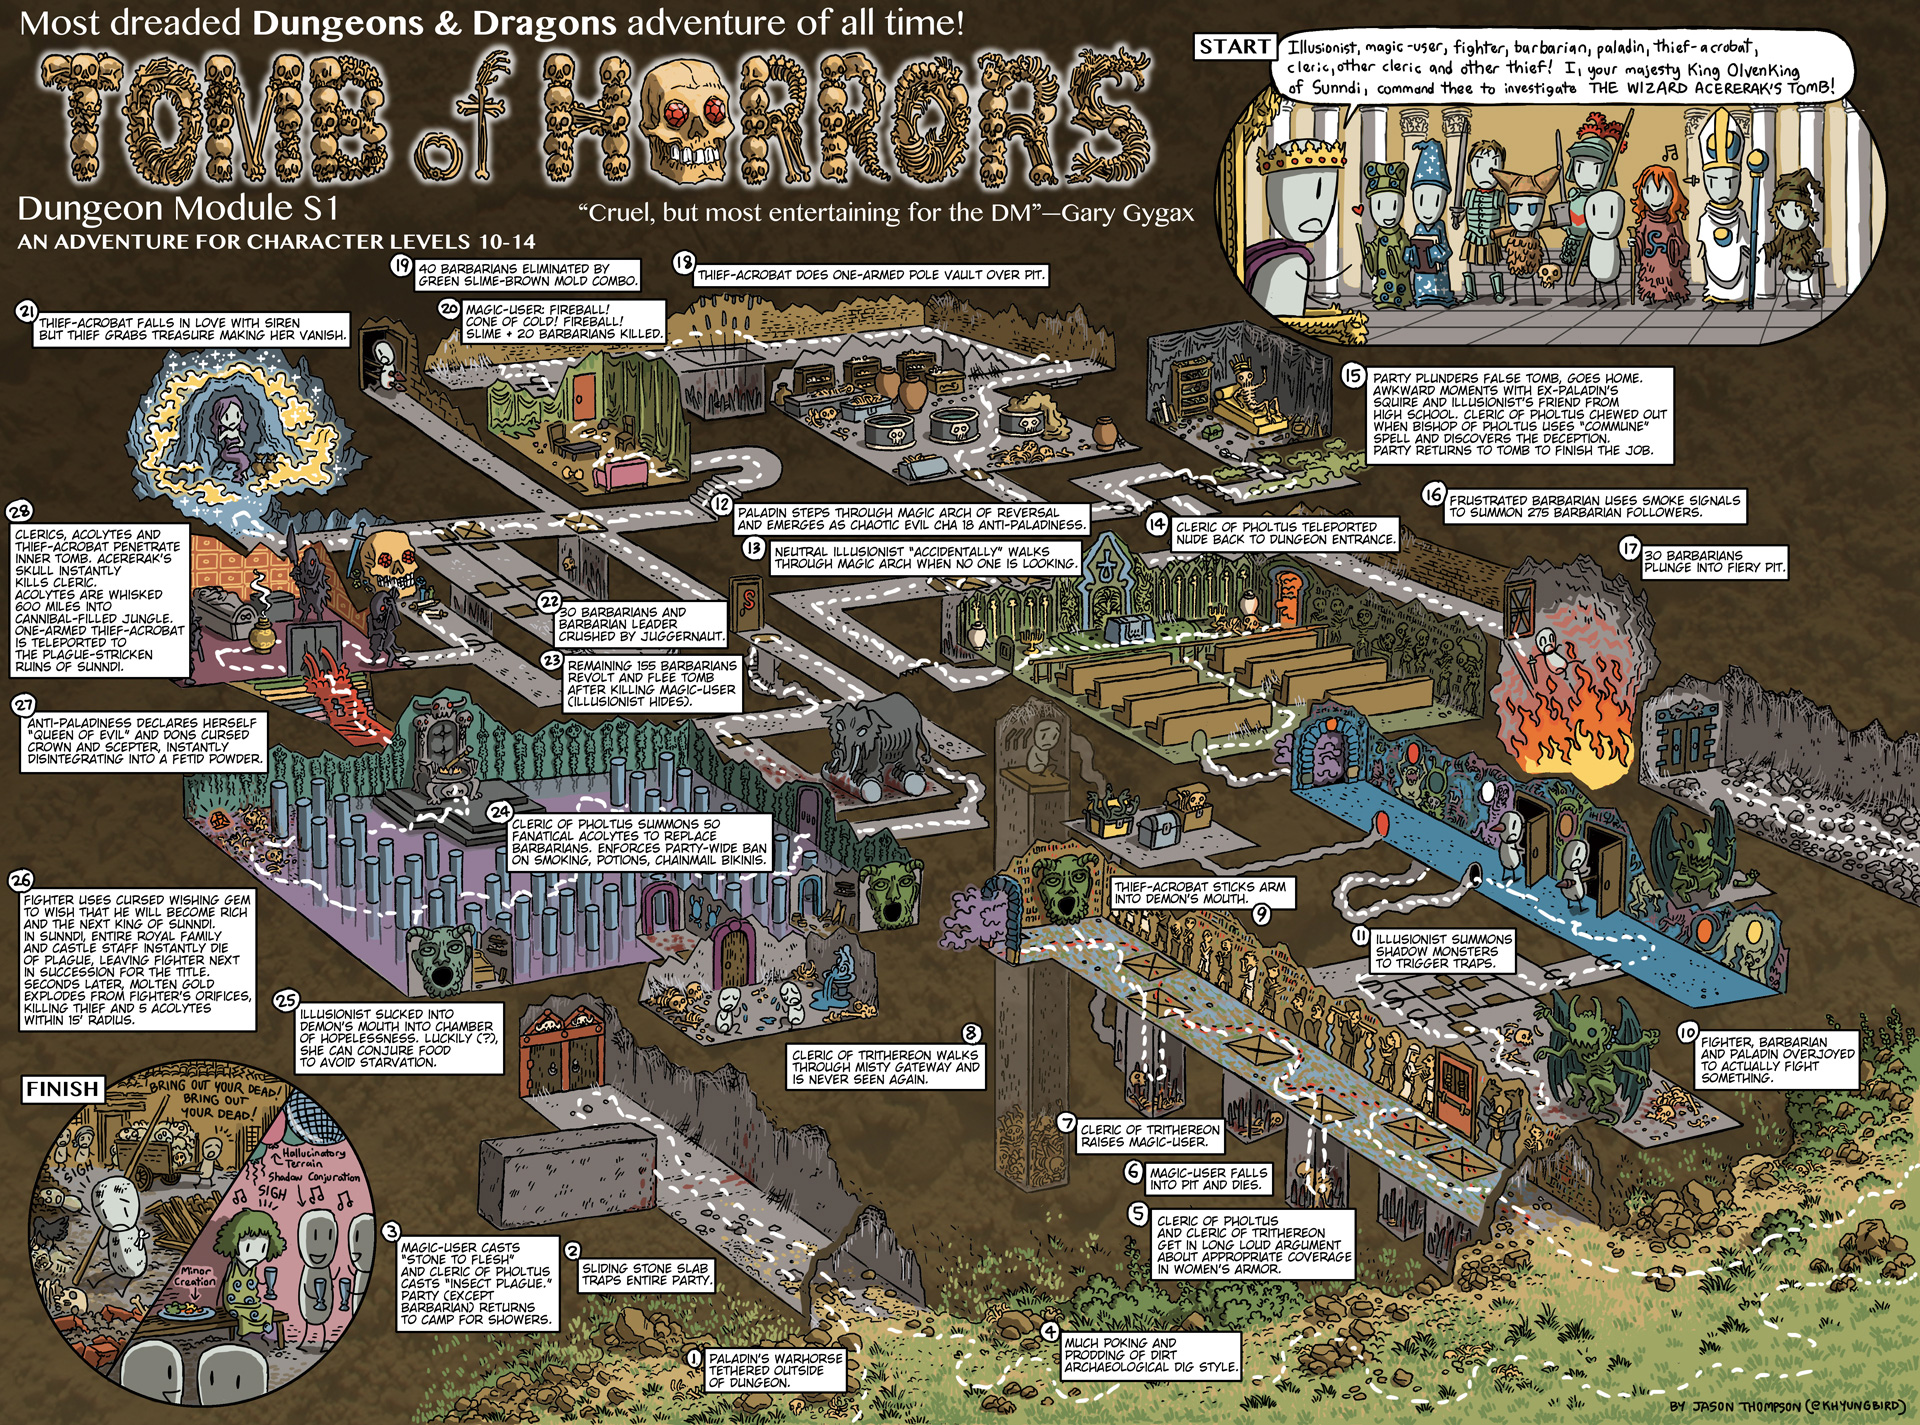 Most dreaded Dungeons & Dragons adventure of all time!
TOMB of HORRORS
Dungeon Module S1
AN ADVENTURE FOR CHARACTER LEVELS 10-14
"Cruel, but most entertaining for the DM"—Gary Gygax
START
Illusionist, magic-user, fighter, barbarian, paladin, thief-acrobat,
cleric, other cleric and other thief! I, your majesty King Olvenking
of Sunndi, command thee to investigate THE WIZARD ACERERAK'S TOMB!
1
PALADIN'S WARHORSE
TETHERED OUTSIDE
OF DUNGEON.
2
SLIDING STONE SLAB
TRAPS ENTIRE PARTY.
3
MAGIC-USER CASTS
"STONE TO FLESH"
AND CLERIC OF PHOLTUS
CASTS "INSECT PLAGUE."
PARTY (EXCEPT
BARBARIAN) RETURNS
TO CAMP FOR SHOWERS.
4
MUCH POKING AND
PRODDING OF DIRT
ARCHAEOLOGICAL DIG STYLE.
5
CLERIC OF PHOLTUS
AND CLERIC OF TRITHEREON
GET IN LONG LOUD ARGUMENT
ABOUT APPROPRIATE COVERAGE
IN WOMEN'S ARMOR.
6
MAGIC-USER FALLS
INTO PIT AND DIES.
7
CLERIC OF TRITHEREON
RAISES MAGIC-USER.
8
CLERIC OF TRITHEREON WALKS
THROUGH MISTY GATEWAY AND
IS NEVER SEEN AGAIN.
9
THIEF-ACROBAT STICKS ARM
INTO DEMON'S MOUTH.
10
FIGHTER, BARBARIAN
AND PALADIN OVERJOYED
TO ACTUALLY FIGHT
SOMETHING.
11
ILLUSIONIST SUMMONS
SHADOW MONSTERS
TO TRIGGER TRAPS.
12
PALADIN STEPS THROUGH MAGIC ARCH OF REVERSAL
AND EMERGES AS CHAOTIC EVIL CHA 18 ANTI-PALADINESS.
13
NEUTRAL ILLUSIONIST "ACCIDENTALLY" WALKS
THROUGH MAGIC ARCH WHEN NO ONE IS LOOKING.
14
CLERIC OF PHOLTUS TELEPORTED
NUDE BACK TO DUNGEON ENTRANCE.
15
PARTY PLUNDERS FALSE TOMB, GOES HOME.
AWKWARD MOMENTS WITH EX-PALADIN'S
SQUIRE AND ILLUSIONIST'S FRIEND FROM
HIGH SCHOOL. CLERIC OF PHOLTUS CHEWED OUT
WHEN BISHOP OF PHOLTUS USES "COMMUNE"
SPELL AND DISCOVERS THE DECEPTION.
PARTY RETURNS TO TOMB TO FINISH THE JOB.
16
FRUSTRATED BARBARIAN USES SMOKE SIGNALS
TO SUMMON 275 BARBARIAN FOLLOWERS.
17
30 BARBARIANS
PLUNGE INTO FIERY PIT.
18
THIEF-ACROBAT DOES ONE-ARMED POLE VAULT OVER PIT.
19
40 BARBARIANS ELIMINATED BY
GREEN SLIME-BROWN MOLD COMBO.
20
MAGIC-USER: FIREBALL!
CONE OF COLD! FIREBALL!
SLIME + 20 BARBARIANS KILLED.
21
THIEF-ACROBAT FALLS IN LOVE WITH SIREN
BUT THIEF GRABS TREASURE MAKING HER VANISH.
S
22
30 BARBARIANS AND
BARBARIAN LEADER
CRUSHED BY JUGGERNAUT.
23
REMAINING 155 BARBARIANS
REVOLT AND FLEE TOMB
AFTER KILLING MAGIC-USER
(ILLUSIONIST HIDES).
24
CLERIC OF PHOLTUS SUMMONS 50
FANATICAL ACOLYTES TO REPLACE
BARBARIANS. ENFORCES PARTY-WIDE BAN
ON SMOKING, POTIONS, CHAINMAIL BIKINIS.
25
ILLUSIONIST SUCKED INTO
DEMON'S MOUTH INTO CHAMBER
OF HOPELESSNESS. LUCKILY (?),
SHE CAN CONJURE FOOD
TO AVOID STARVATION.
26
FIGHTER USES CURSED WISHING GEM
TO WISH THAT HE WILL BECOME RICH
AND THE NEXT KING OF SUNNDI.
IN SUNNDI, ENTIRE ROYAL FAMILY
AND CASTLE STAFF INSTANTLY DIE
OF PLAGUE, LEAVING FIGHTER NEXT
IN SUCCESSION FOR THE TITLE.
SECONDS LATER, MOLTEN GOLD
EXPLODES FROM FIGHTER'S ORIFICES,
KILLING THIEF AND 5 ACOLYTES
WITHIN 15' RADIUS.
27
ANTI-PALADINESS DECLARES HERSELF
"QUEEN OF EVIL" AND DONS CURSED
CROWN AND SCEPTER, INSTANTLY
DISINTEGRATING INTO A FETID POWDER.
28
CLERICS, ACOLYTES AND
THIEF-ACROBAT PENETRATE
INNER TOMB. ACERERAK'S
SKULL INSTANTLY
KILLS CLERIC.
ACOLYTES ARE WHISKED
600 MILES INTO
CANNIBAL-FILLED JUNGLE.
ONE-ARMED THIEF-ACROBAT
IS TELEPORTED TO
THE PLAGUE-STRICKEN
RUINS OF SUNNDI.
FINISH
BRING OUT YOUR DEAD!
BRING OUT
YOUR DEAD!
SIGH
Hallucinatory
Terrain
Shadow Conjuration
SIGH
Minor
Creation
BY JASON THOMPSON (@KHYUNGBIRD)